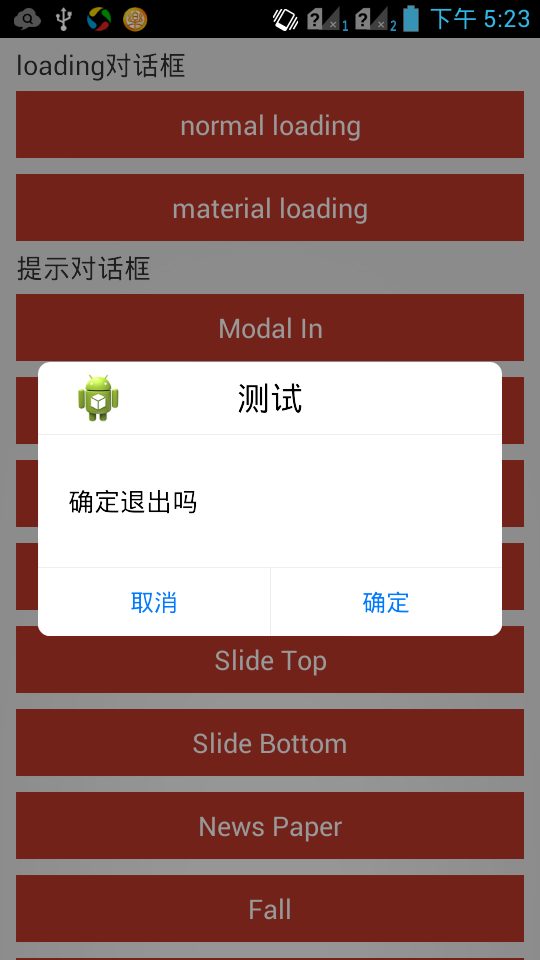 1 2 下午 5:23
loading对话框
normal loading
material loading
提示对话框
Modal In
测试
确定退出吗
取消 确定
Slide Top
Slide Bottom
News Paper
Fall